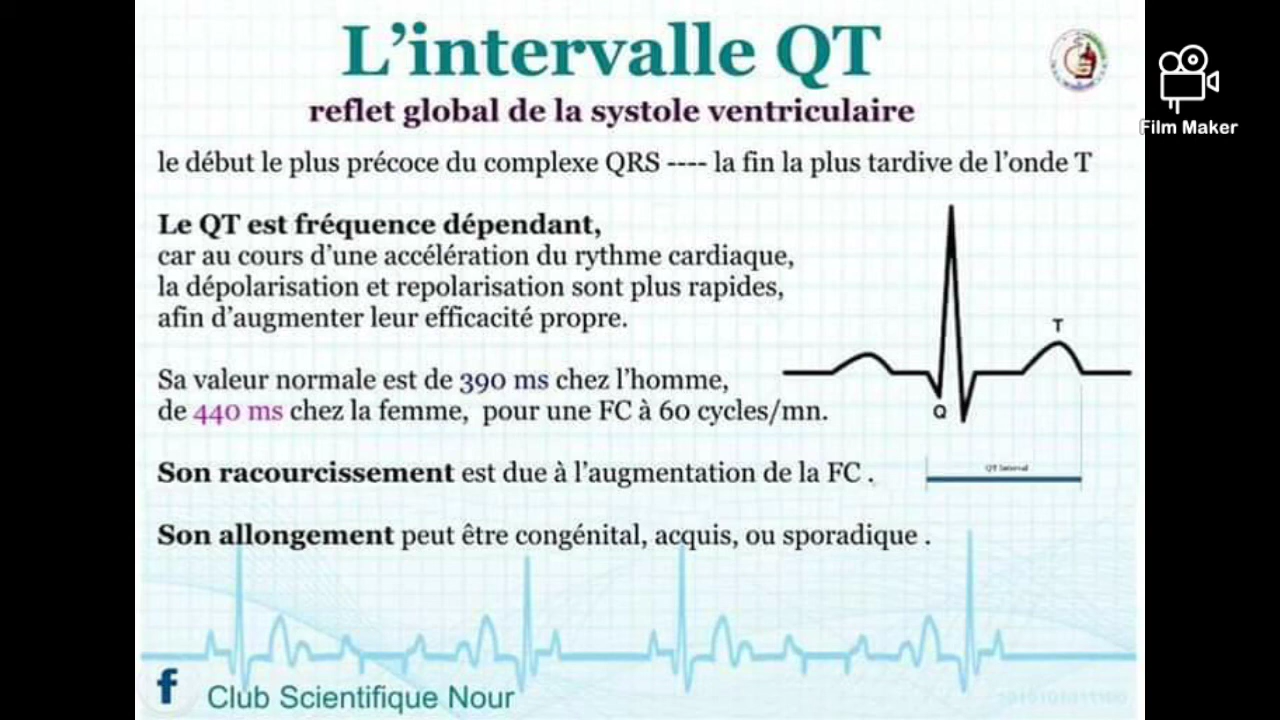 L'intervalle QT
reflet global de la systole ventriculaire
Film Maker
le début le plus précoce du complexe QRS ---- la fin la plus tardive de l'onde T
Le QT est fréquence dépendant,
car au cours d'une accélération du rythme cardiaque,
la dépolarisation et repolarisation sont plus rapides,
afin d'augmenter leur efficacité propre.
T
Sa valeur normale est de 390 ms chez l'homme,
de 440 ms chez la femme, pour une FC à 60 cycles/mn.
Q
Son racourcissement est due à l'augmentation de la FC .
QT Interval
Son allongement peut être congénital, acquis, ou sporadique .
f Club Scientifique Nour